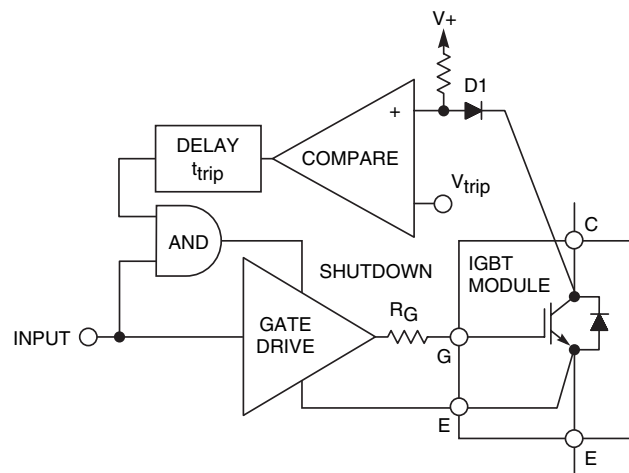 V+
D1
+
DELAY
t_trip
COMPARE
V_trip
C
AND
SHUTDOWN
IGBT
MODULE
R_G
INPUT
GATE
DRIVE
G
E
E